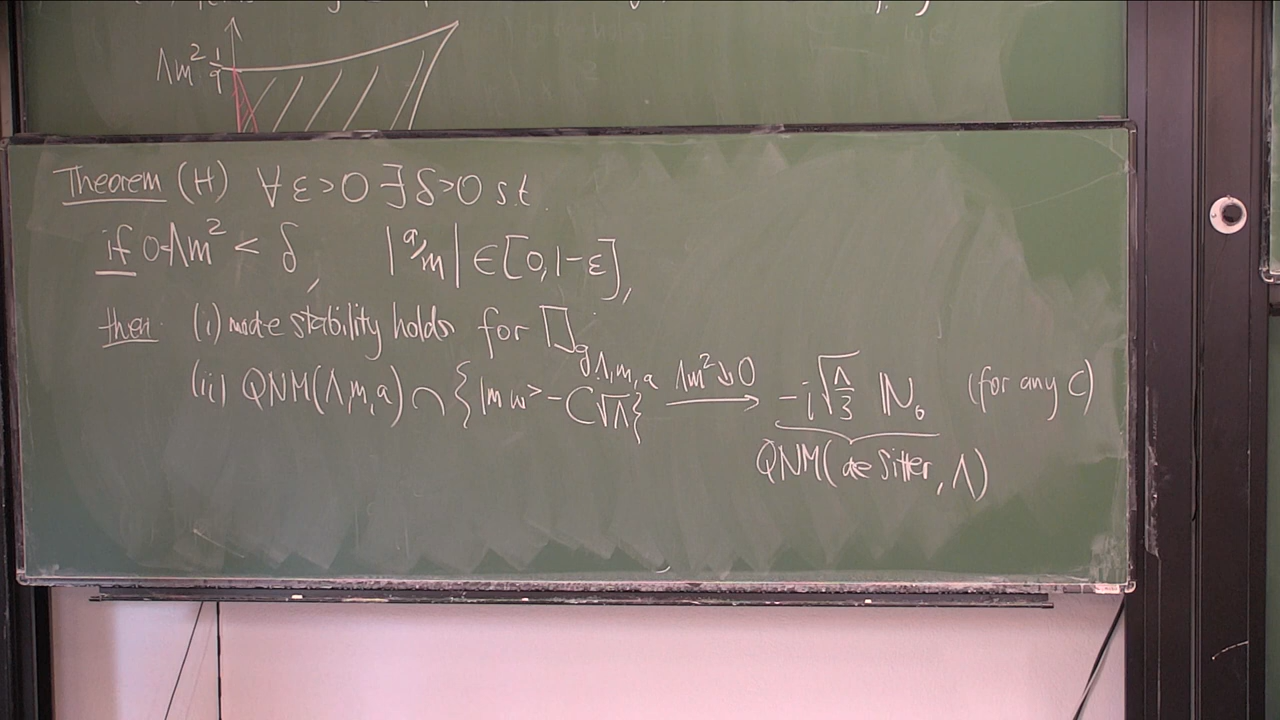 Λm² 1/9
Theorem (H) ∀ε>0 ∃δ>0 s.t.
if 0<Λm² < δ, |a/m| ∈ [0,1-ε],
then (i) mode stability holds for □_{g_{Λ,m,a}}
(ii) QNM(Λ,m,a) ∩ {Im ω > -C√Λ} —Λm²↘0→ -i√(Λ/3) ℕ₀ (for any C)
QNM(de Sitter, Λ)